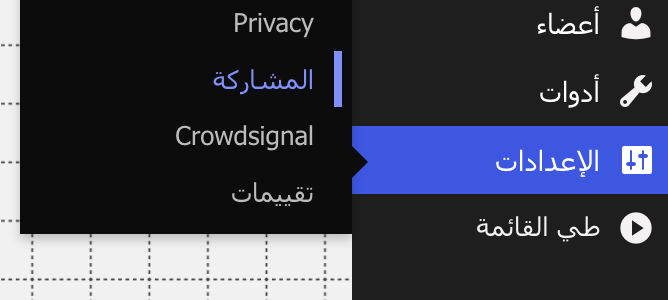 أعضاء
أدوات
الإعدادات
طي القائمة
Privacy
المشاركة
Crowdsignal
تقييمات